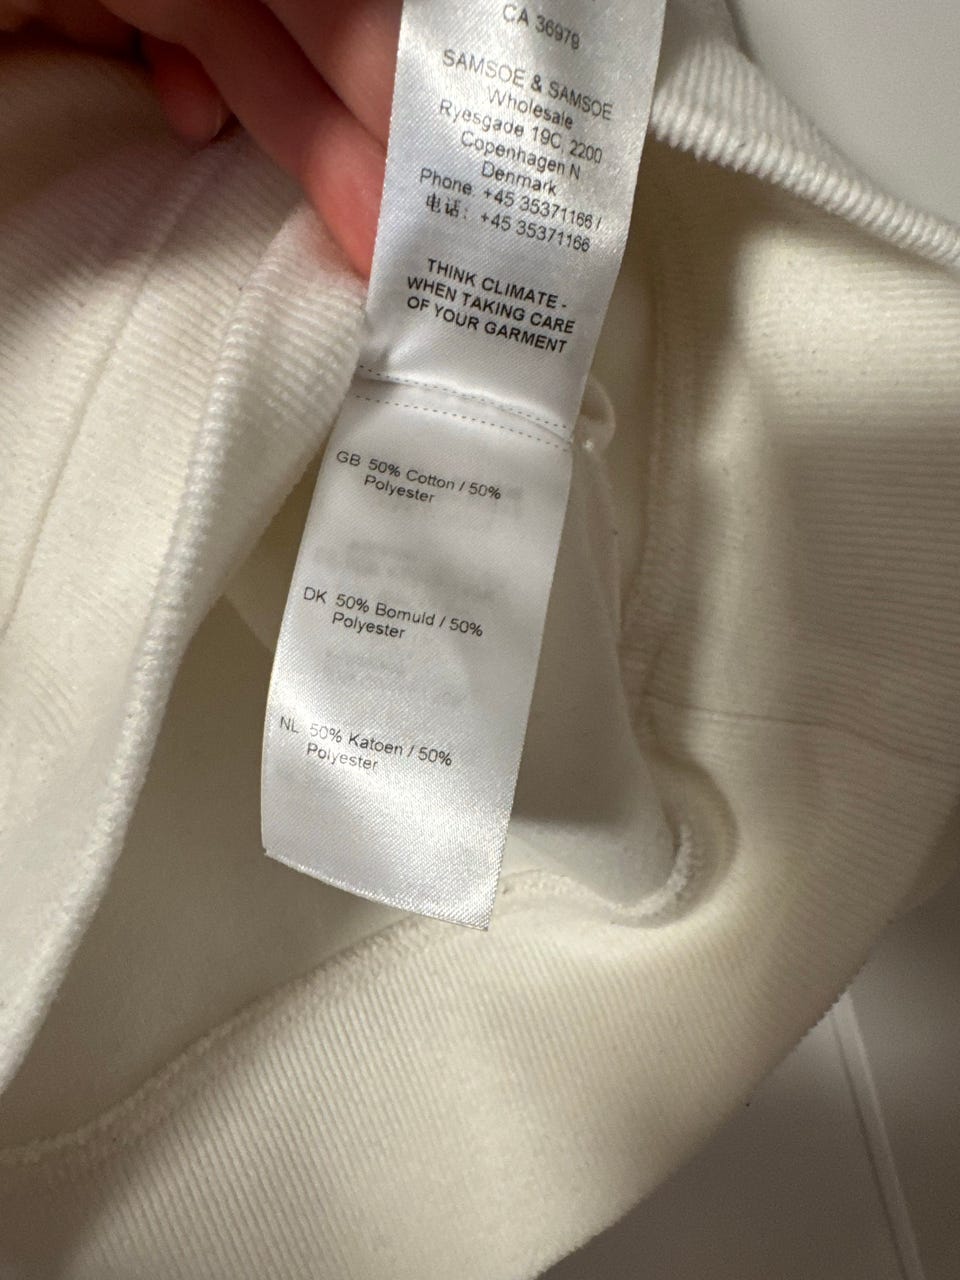 CA 36979
SAMSOE & SAMSOE
Wholesale
Ryesgade 19C, 2200
Copenhagen N
Denmark
Phone +45 35371166 /
电话: +45 35371166
THINK CLIMATE -
WHEN TAKING CARE
OF YOUR GARMENT
GB 50% Cotton / 50%
Polyester
DK 50% Bomuld / 50%
Polyester
NL 50% Katoen / 50%
Polyester